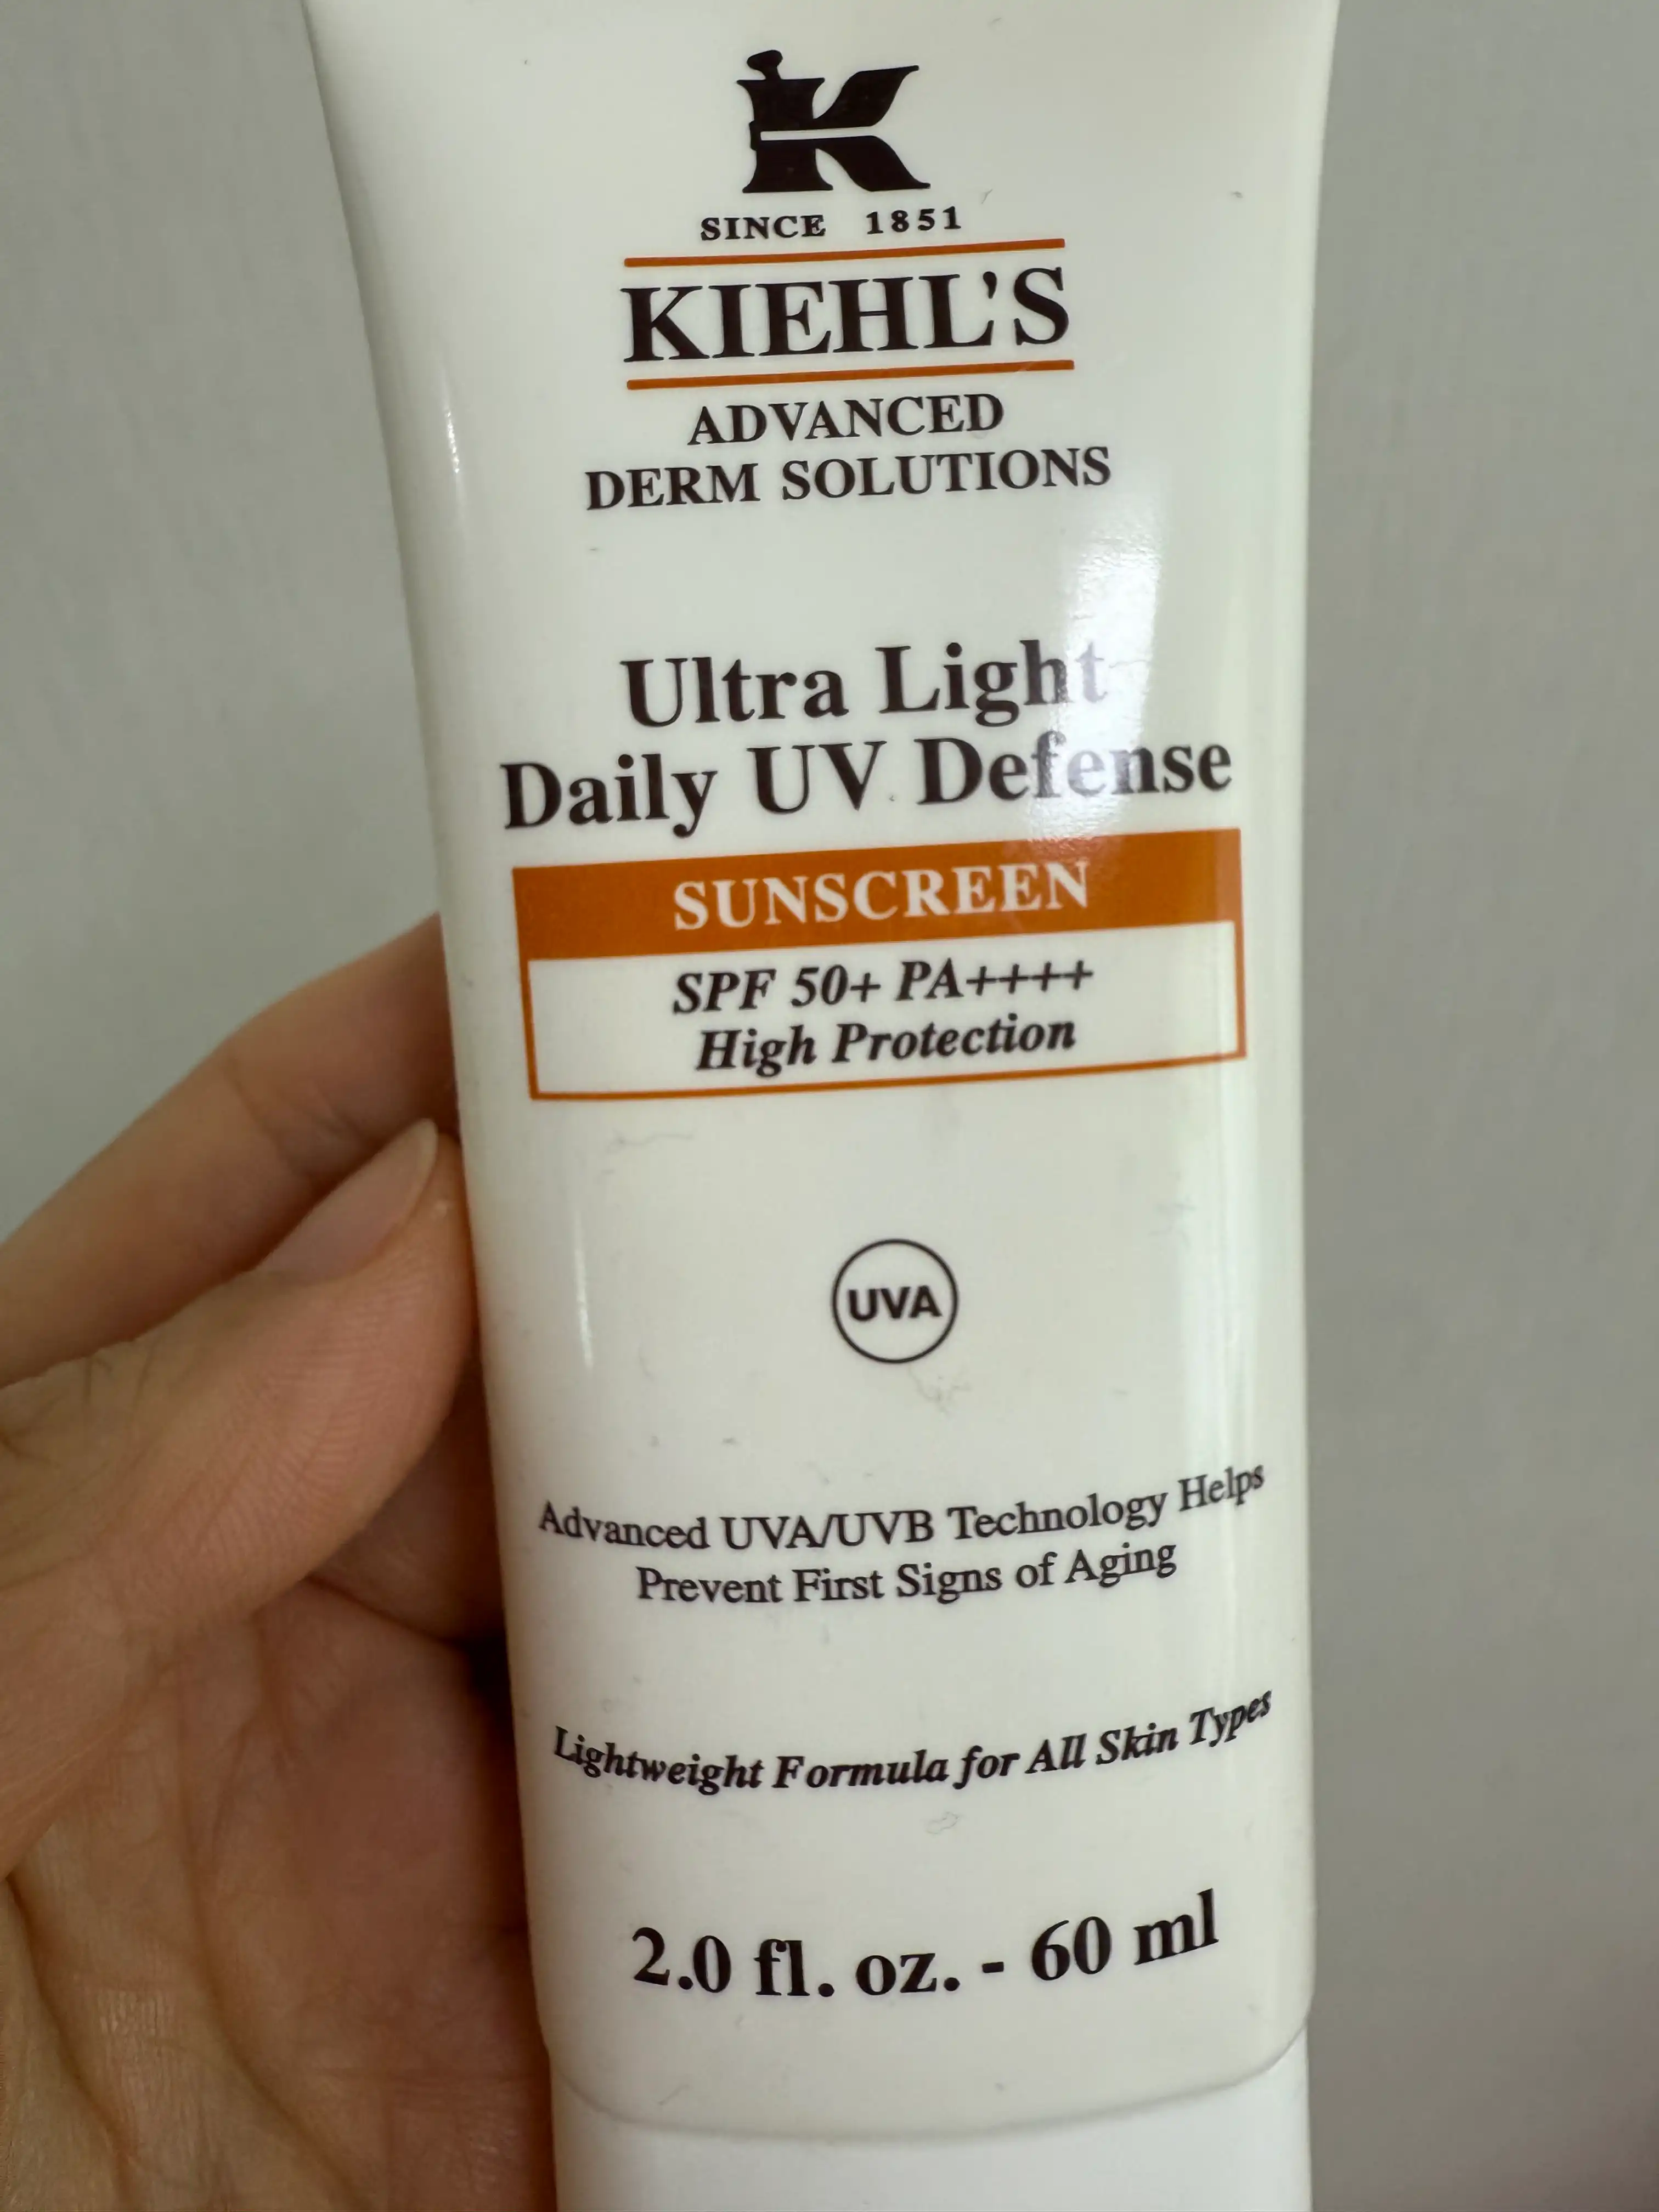 K
SINCE 1851
KIEHL'S
ADVANCED
DERM SOLUTIONS
Ultra Light
Daily UV Defense
SUNSCREEN
SPF 50+ PA++++
High Protection
UVA
Advanced UVA/UVB Technology Helps
Prevent First Signs of Aging
Lightweight Formula for All Skin Types
2.0 fl. oz. - 60 ml